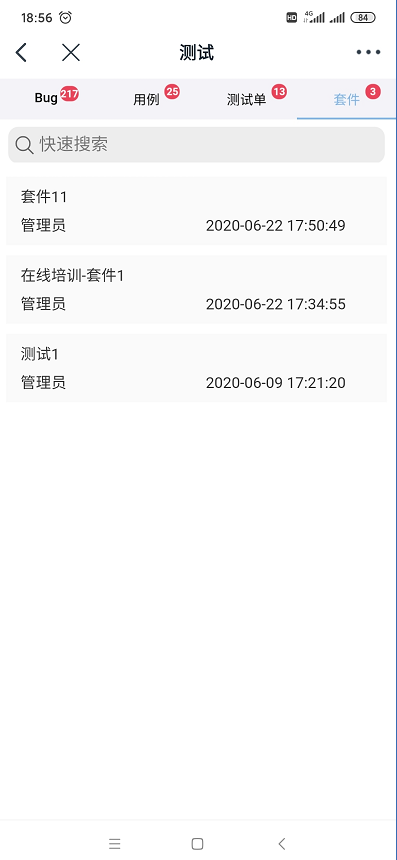 18:56 HD 4G 84
测试
Bug 217 用例 25 测试单 13 套件 3
快速搜索
套件11
管理员 2020-06-22 17:50:49
在线培训-套件1
管理员 2020-06-22 17:34:55
测试1
管理员 2020-06-09 17:21:20